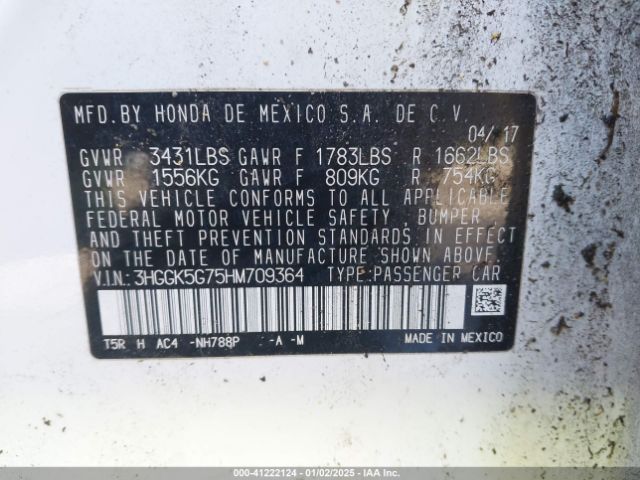 MFD.BY HONDA DE MEXICO S.A. DE C.V.
04/17
GVWR 3431LBS GAWR F 1783LBS R 1662LBS
GVWR 1556KG GAWR F 809KG R 754KG
THIS VEHICLE CONFORMS TO ALL APPLICABLE
FEDERAL MOTOR VEHICLE SAFETY, BUMPER,
AND THEFT PREVENTION STANDARDS IN EFFECT
ON THE DATE OF MANUFACTURE SHOWN ABOVE.
V.I.N.: 3HGGK5G75HM709364 TYPE:PASSENGER CAR
T5R H AC4 -NH788P -A -M MADE IN MEXICO
000-41222124 | 01/02/2025 | IAA Inc.